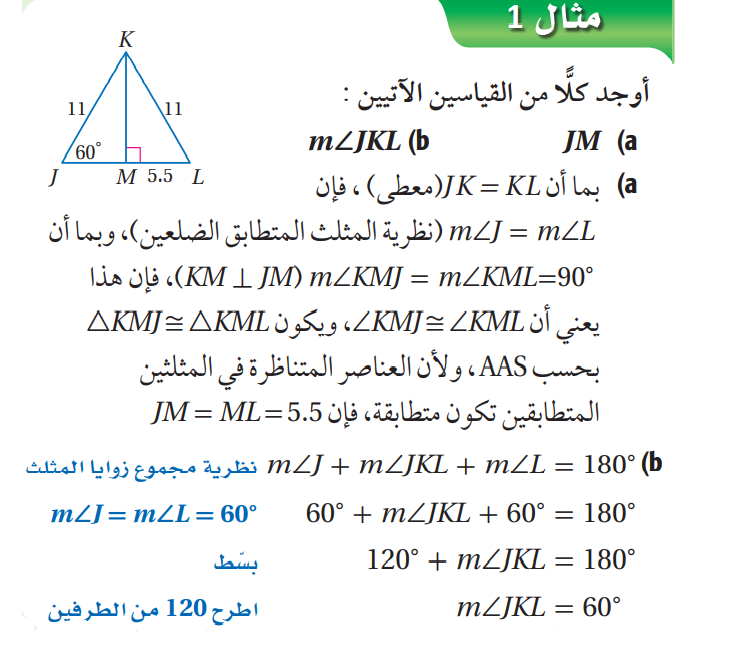 مثال 1
K
11
11
60°
J
M
5.5
L
أوجد كلًّا من القياسين الآتيين :
a) JM b) m∠JKL
a) بما أن JK = KL (معطى) ، فإن
m∠J = m∠L (نظرية المثلث المتطابق الضلعين)، وبما أن
m∠KMJ = m∠KML=90° (KM ⊥ JM)، فإن هذا
يعني أن ∠KMJ ≅ ∠KML، ويكون △KMJ ≅ △KML
بحسب AAS ، ولأن العناصر المتناظرة في المثلثين
المتطابقين تكون متطابقة، فإن JM = ML=5.5
b) m∠J + m∠JKL + m∠L = 180° نظرية مجموع زوايا المثلث
60° + m∠JKL + 60° = 180° m∠J = m∠L = 60°
120° + m∠JKL = 180° بسّط
m∠JKL = 60° اطرح 120 من الطرفين